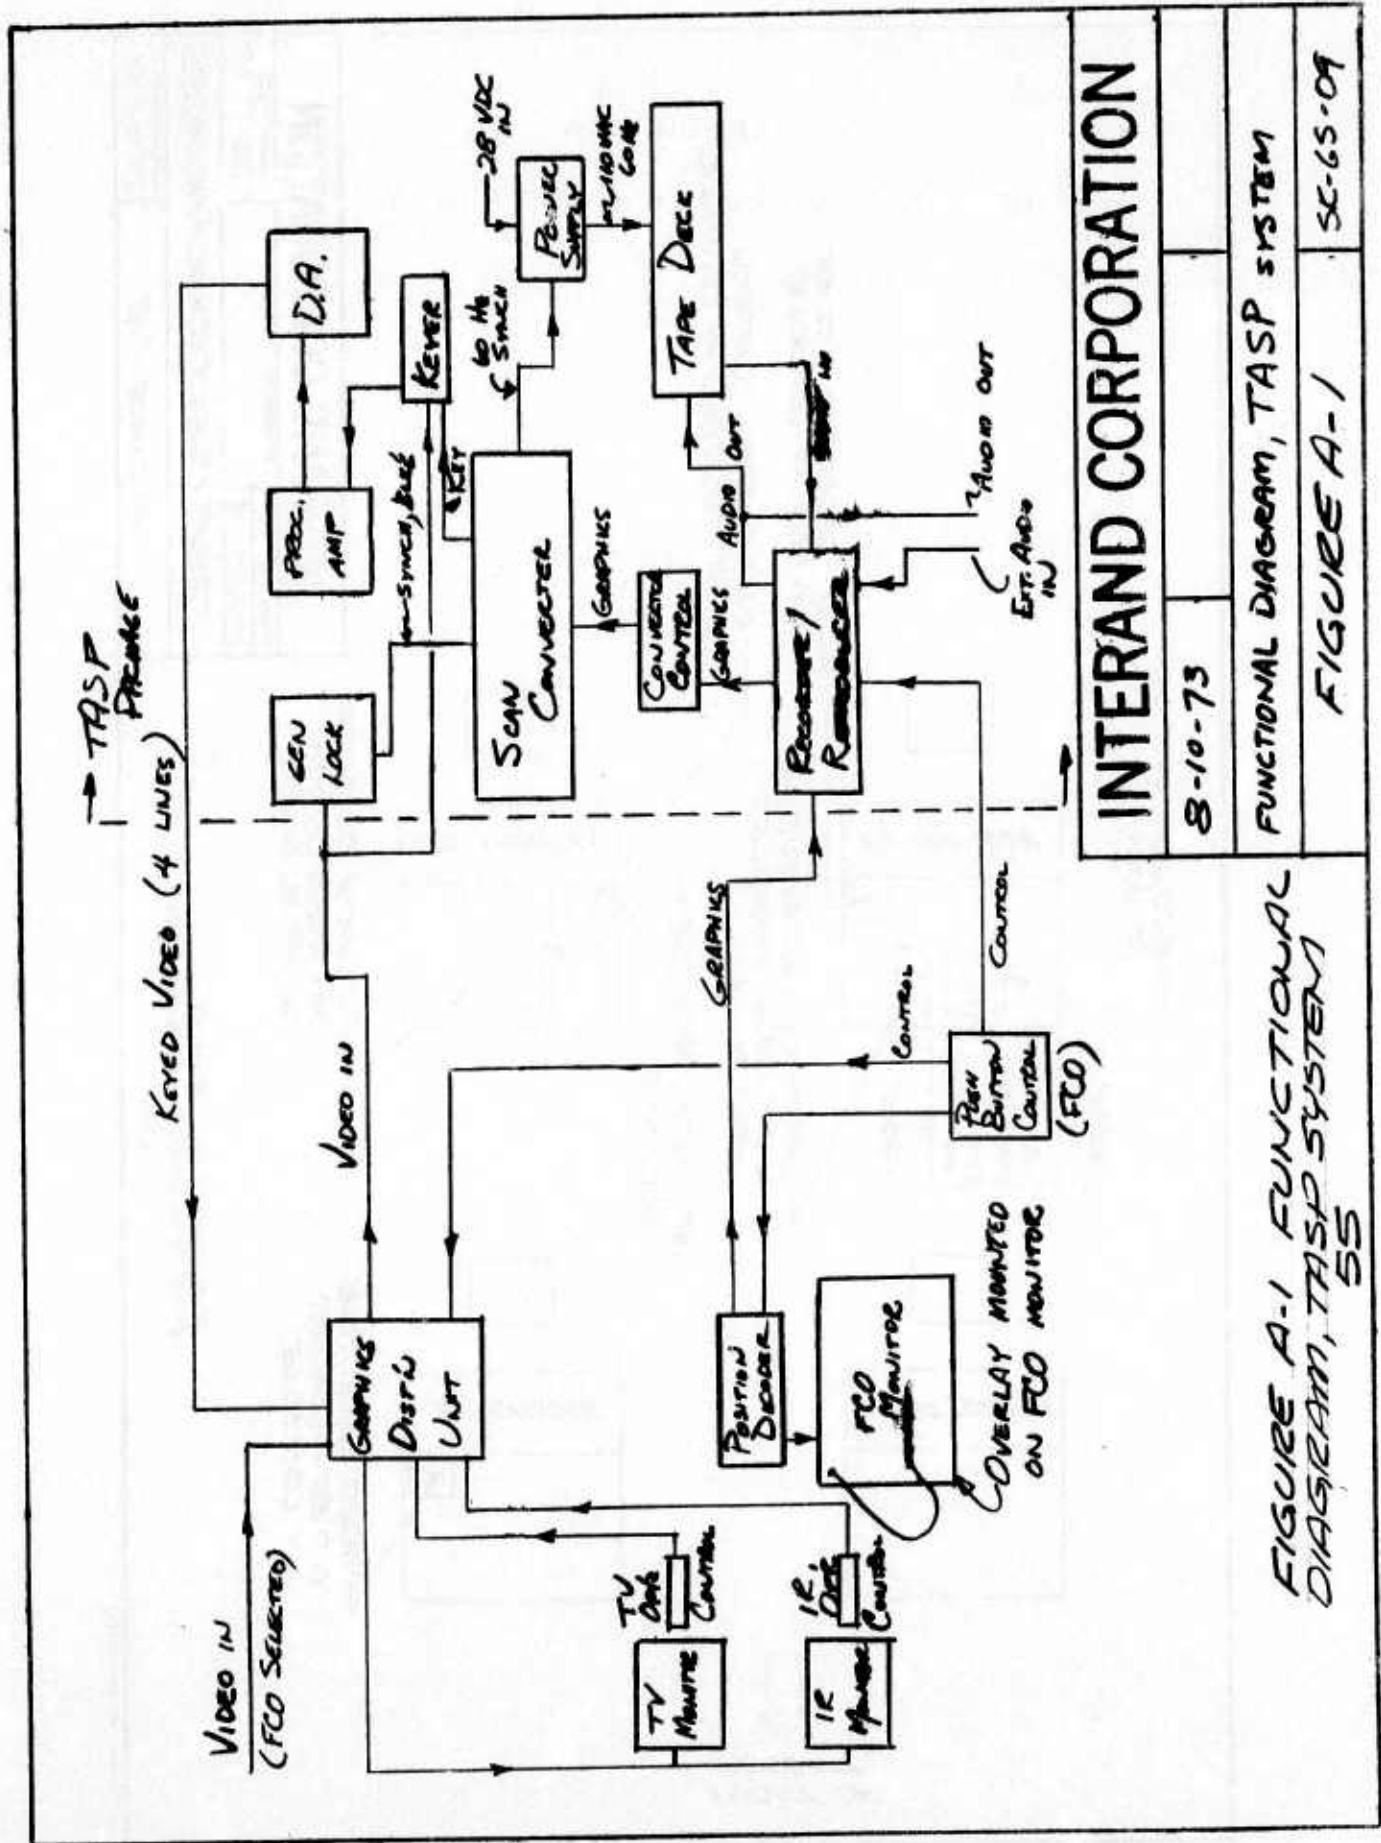 → TASP
PACKAGE
KEYED VIDEO (4 LINES)
VIDEO IN
(FCO SELECTED)
VIDEO IN
GRAPHICS
DIST'N
UNIT
GEN
LOCK
PROC.
AMP
D.A.
KEYER
SYNCH,
KEY
60 Hz
SYNCH
28 VDC
IN
POWER
SUPPLY
60 Hz
SCAN
CONVERTER
GRAPHICS
CONVERTER
CONTROL
GRAPHICS
AUDIO OUT
TAPE DECK
IN
RECORDER/
REPRODUCER
EXT. AUDIO
IN
AUDIO OUT
TV
MONITOR
TV
CONTROL
IR
MONITOR
IR
CONTROL
POSITION
DECODER
FCO
MONITOR
OVERLAY MOUNTED
ON FCO MONITOR
GRAPHICS
CONTROL
CONTROL
PUSH
BUTTON
CONTROL
(FCO)
INTERAND CORPORATION
8-10-73
FUNCTIONAL DIAGRAM, TASP SYSTEM
FIGURE A-1
SC-GS-09
FIGURE A-1 FUNCTIONAL
DIAGRAM, TASP SYSTEM
55